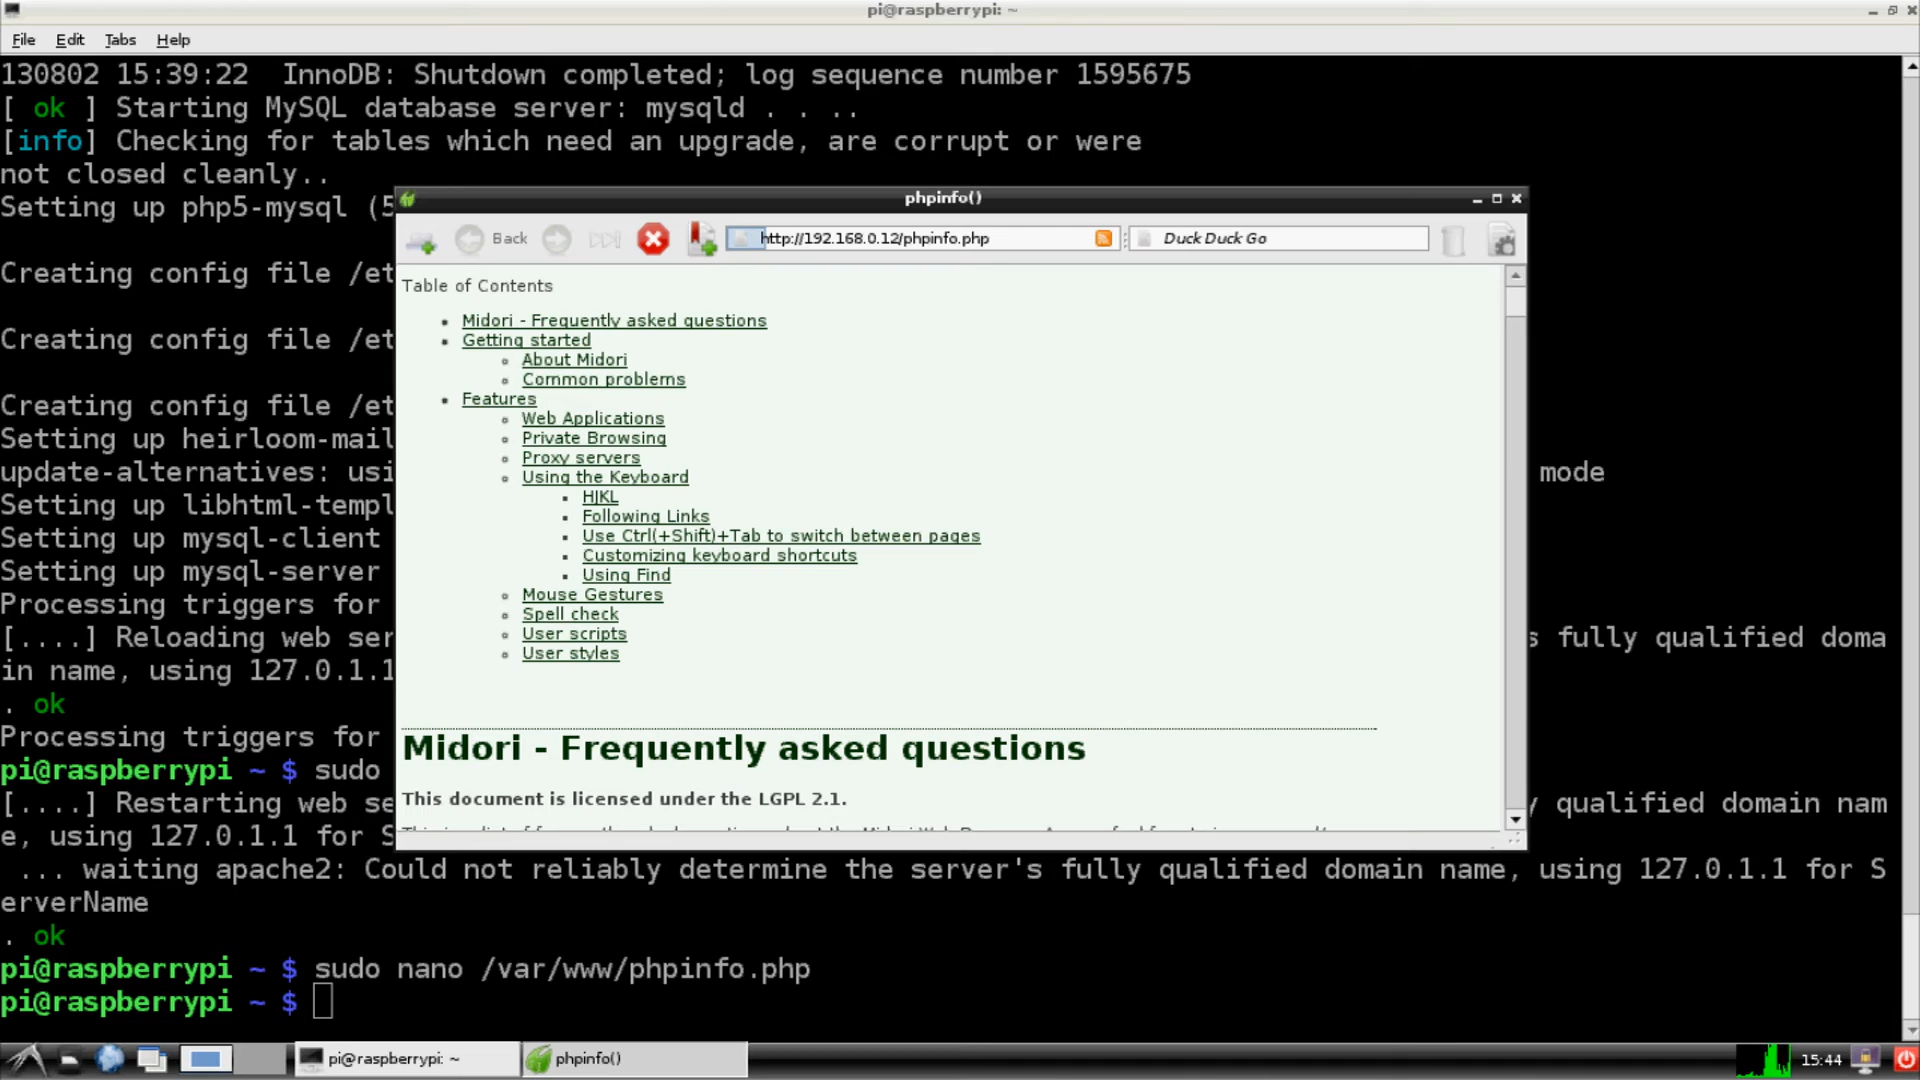 pi@raspberrypi: ~
File Edit Tabs Help
130802 15:39:22  InnoDB: Shutdown completed; log sequence number 1595675
[ ok ] Starting MySQL database server: mysqld . . ..
[info] Checking for tables which need an upgrade, are corrupt or were
not closed cleanly..
Setting up php5-mysql (5
Creating config file /et
Creating config file /et
Creating config file /et
Setting up heirloom-mail
update-alternatives: usi
mode
Setting up libhtml-templ
Setting up mysql-client
Setting up mysql-server
Processing triggers for
[....] Reloading web ser
s fully qualified doma
in name, using 127.0.1.1
. ok
Processing triggers for
pi@raspberrypi ~ $ sudo
[....] Restarting web se
y qualified domain nam
e, using 127.0.1.1 for S
... waiting apache2: Could not reliably determine the server's fully qualified domain name, using 127.0.1.1 for S
erverName
. ok
pi@raspberrypi ~ $ sudo nano /var/www/phpinfo.php
pi@raspberrypi ~ $
phpinfo()
Back
http://192.168.0.12/phpinfo.php
Duck Duck Go
Table of Contents
Midori - Frequently asked questions
Getting started
About Midori
Common problems
Features
Web Applications
Private Browsing
Proxy servers
Using the Keyboard
HJKL
Following Links
Use Ctrl(+Shift)+Tab to switch between pages
Customizing keyboard shortcuts
Using Find
Mouse Gestures
Spell check
User scripts
User styles
Midori - Frequently asked questions
This document is licensed under the LGPL 2.1.
pi@raspberrypi: ~
phpinfo()
15:44